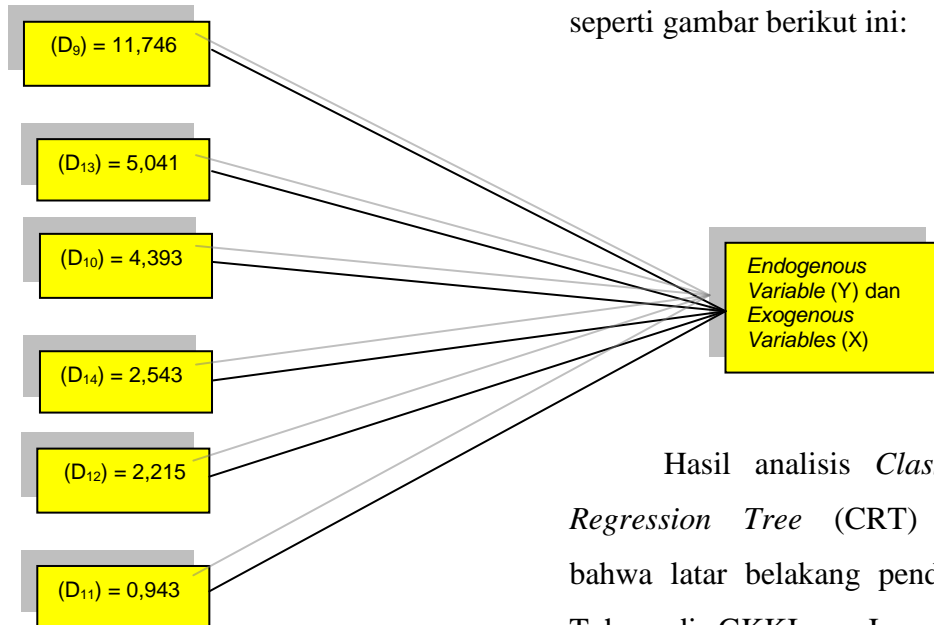 (D₉) = 11,746
(D₁₃) = 5,041
(D₁₀) = 4,393
(D₁₄) = 2,543
(D₁₂) = 2,215
(D₁₁) = 0,943
Endogenous
Variable (Y) dan
Exogenous
Variables (X)
seperti gambar berikut ini:
Hasil analisis
Regression Tree (CRT)
bahwa latar belakang